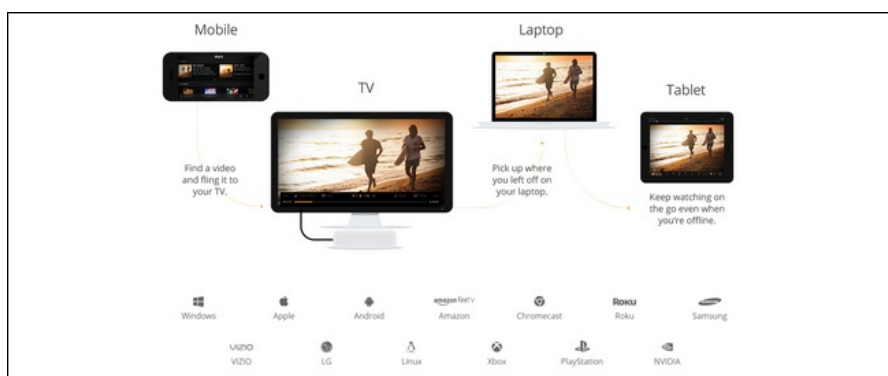 Mobile
Laptop
TV
Tablet
Find a video
and fling it to
your TV.
Pick up where
you left off on
your laptop.
Keep watching on
the go even when
you're offline.
amazon fireTV
ROKU
Windows
Apple
Android
Amazon
Chromecast
Roku
Samsung
VIZIO
VIZIO
LG
Linux
Xbox
PlayStation
NVIDIA